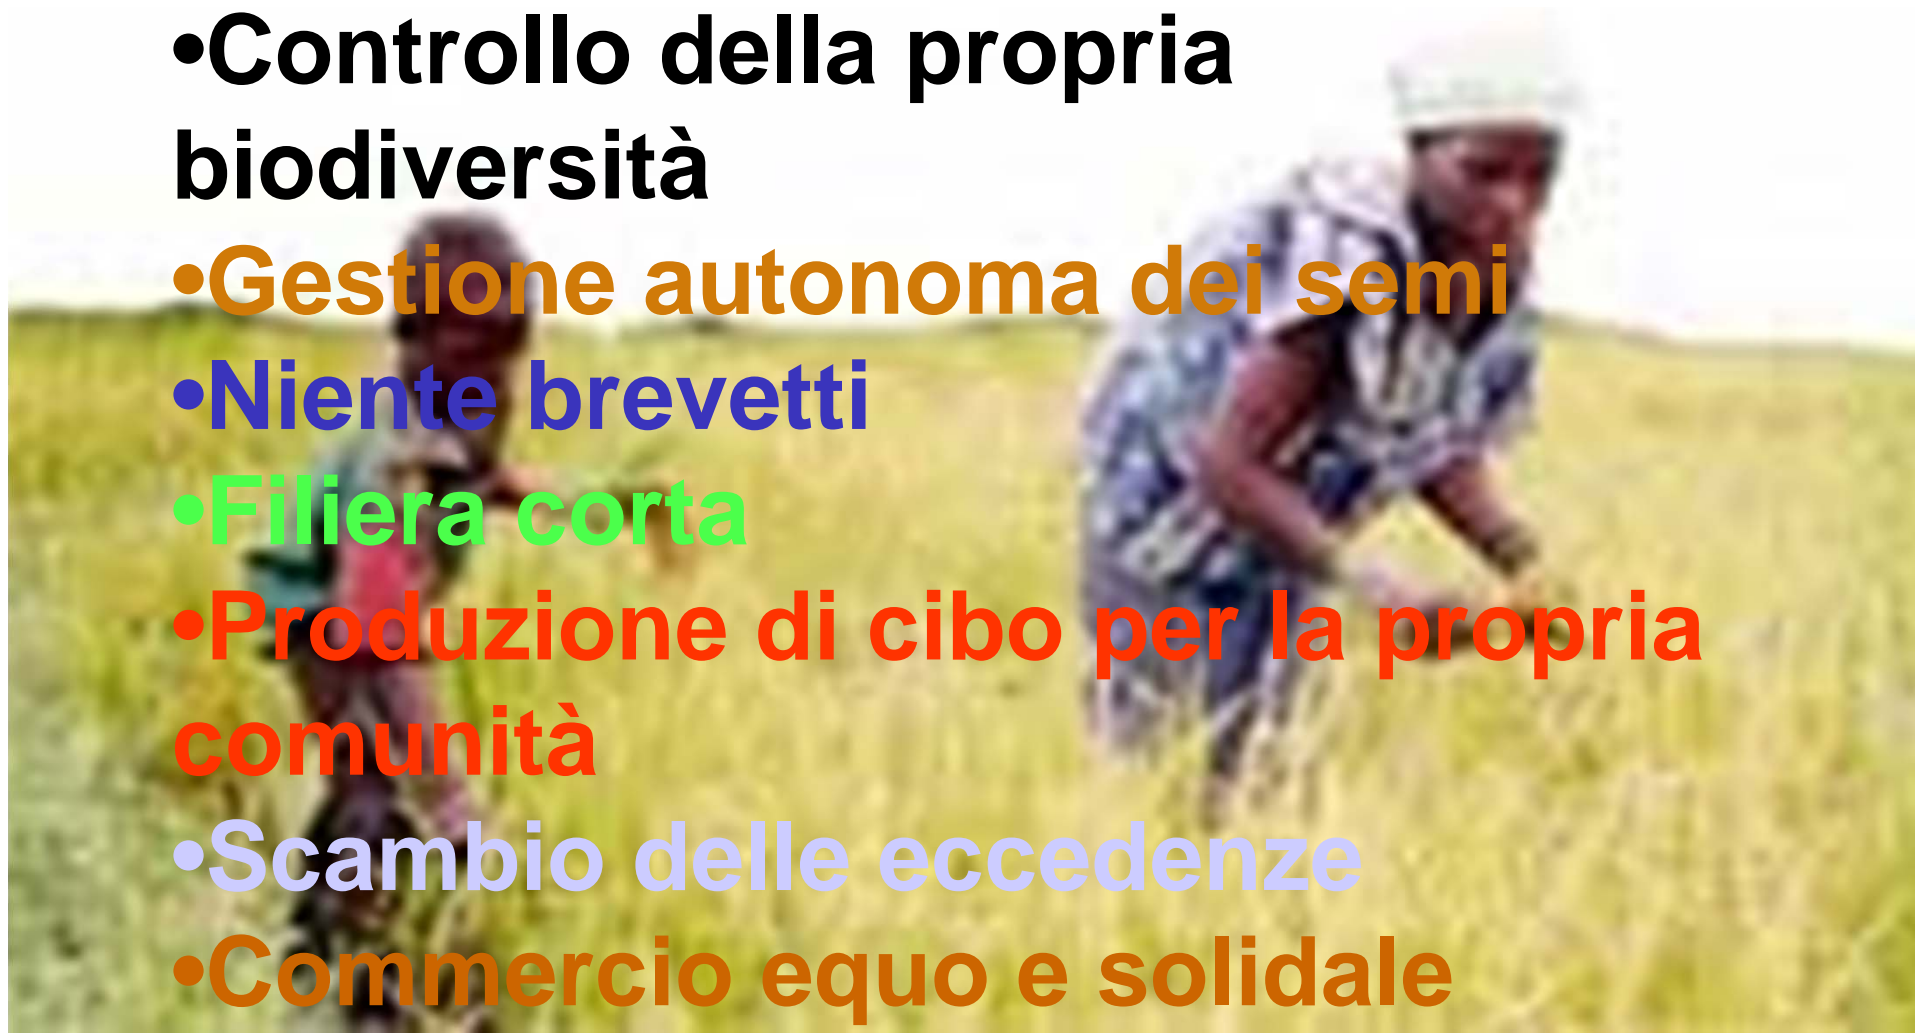 •Controllo della propria
biodiversità
•Gestione autonoma dei semi
•Niente brevetti
•Filiera corta
•Produzione di cibo per la propria
comunità
•Scambio delle eccedenze
•Commercio equo e solidale